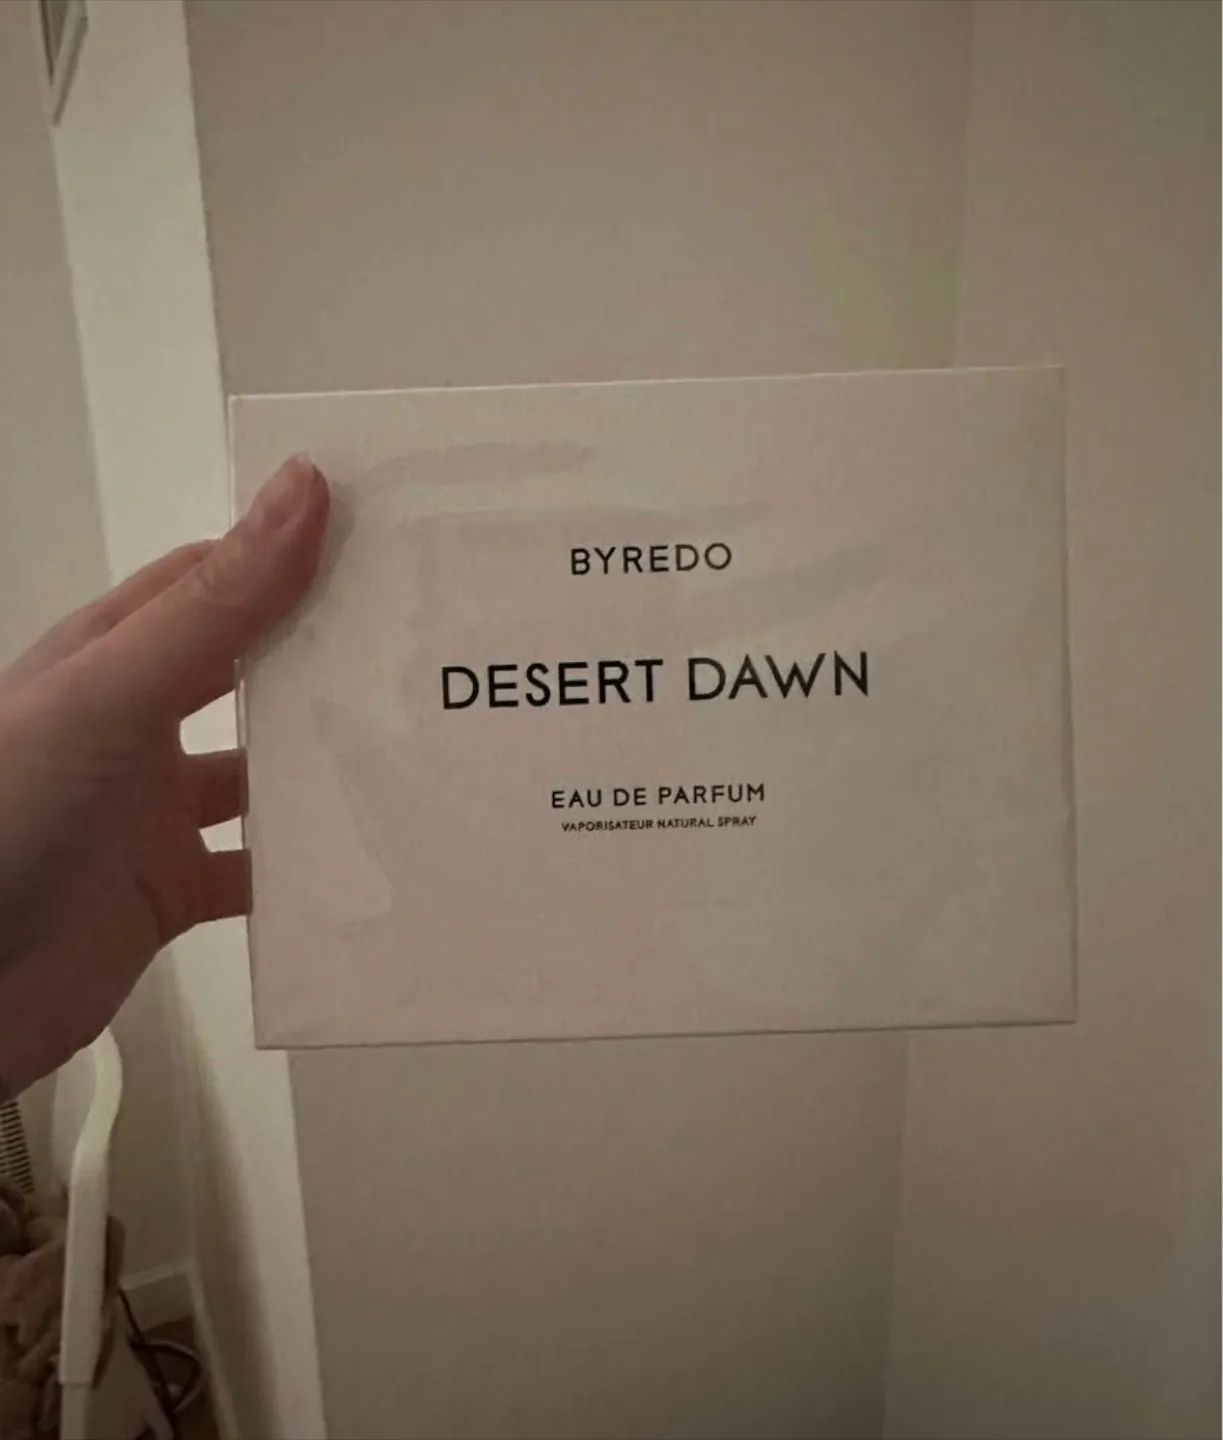 BYREDO
DESERT DAWN
EAU DE PARFUM
VAPORISATEUR NATURAL SPRAY